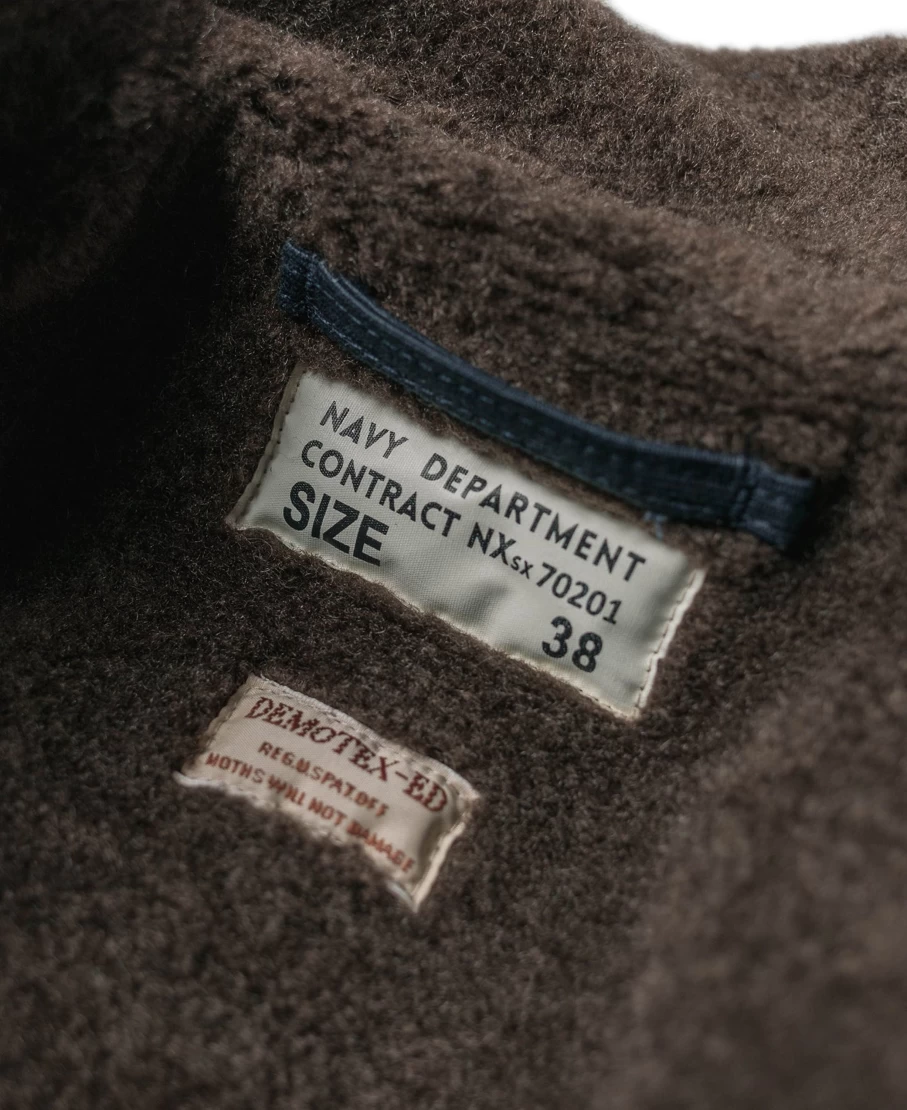 NAVY DEPARTMENT
CONTRACT NXsx 70201
SIZE 38
DEMOTEX-ED
REG.U.S.PAT.OFF
MOTHS WILL NOT DAMAGE